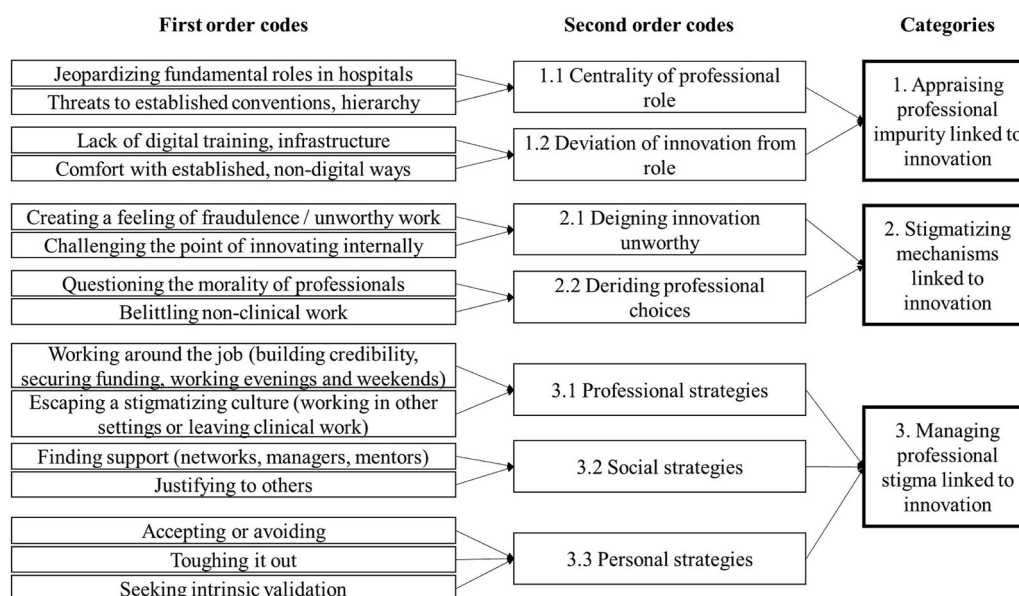 First order codes
Second order codes
Categories
Jeopardizing fundamental roles in hospitals
Threats to established conventions, hierarchy
1.1 Centrality of professional
role
Lack of digital training, infrastructure
Comfort with established, non-digital ways
1.2 Deviation of innovation from
role
1. Appraising
professional
impurity linked to
innovation
Creating a feeling of fraudulence / unworthy work
Challenging the point of innovating internally
2.1 Deigning innovation
unworthy
Questioning the morality of professionals
Belittling non-clinical work
2.2 Deriding professional
choices
2. Stigmatizing
mechanisms
linked to
innovation
Working around the job (building credibility,
securing funding, working evenings and weekends)
Escaping a stigmatizing culture (working in other
settings or leaving clinical work)
3.1 Professional strategies
Finding support (networks, managers, mentors)
Justifying to others
3.2 Social strategies
Accepting or avoiding
Toughing it out
Seeking intrinsic validation
3.3 Personal strategies
3. Managing
professional
stigma linked to
innovation